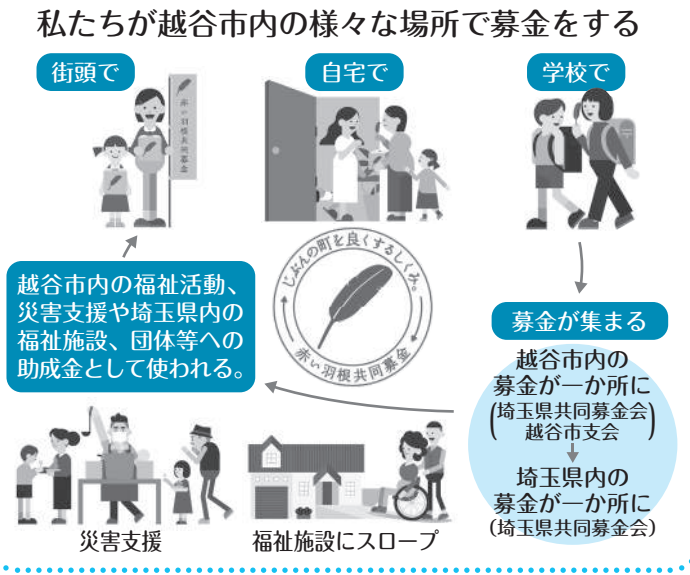 私たちが越谷市内の様々な場所で募金をする
街頭で
自宅で
学校で
赤い羽根共同募金
じぶんの町を良くするしくみ。
赤い羽根共同募金
募金が集まる
越谷市内の
募金が一か所に
(埼玉県共同募金会
越谷市支会)
埼玉県内の
募金が一か所に
(埼玉県共同募金会)
越谷市内の福祉活動、
災害支援や埼玉県内の
福祉施設、団体等への
助成金として使われる。
災害支援
福祉施設にスロープ